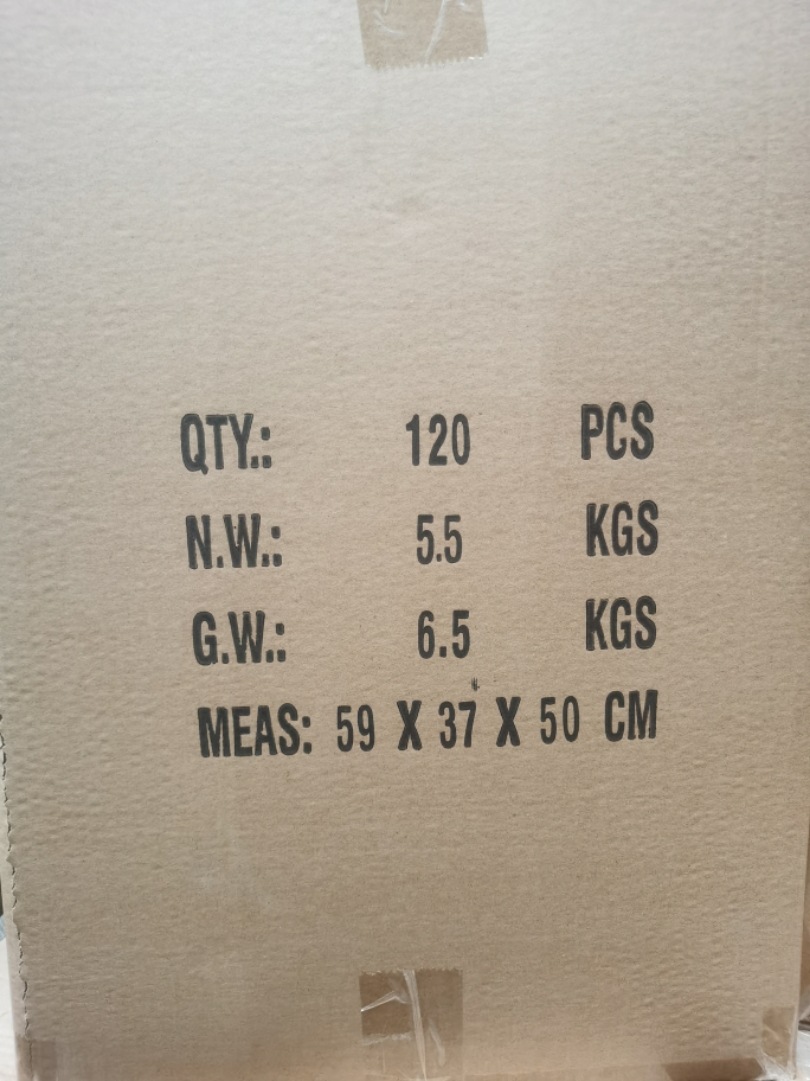 QTY.: 120 PCS
N.W.: 5.5 KGS
G.W.: 6.5 KGS
MEAS: 59 X 37 X 50 CM